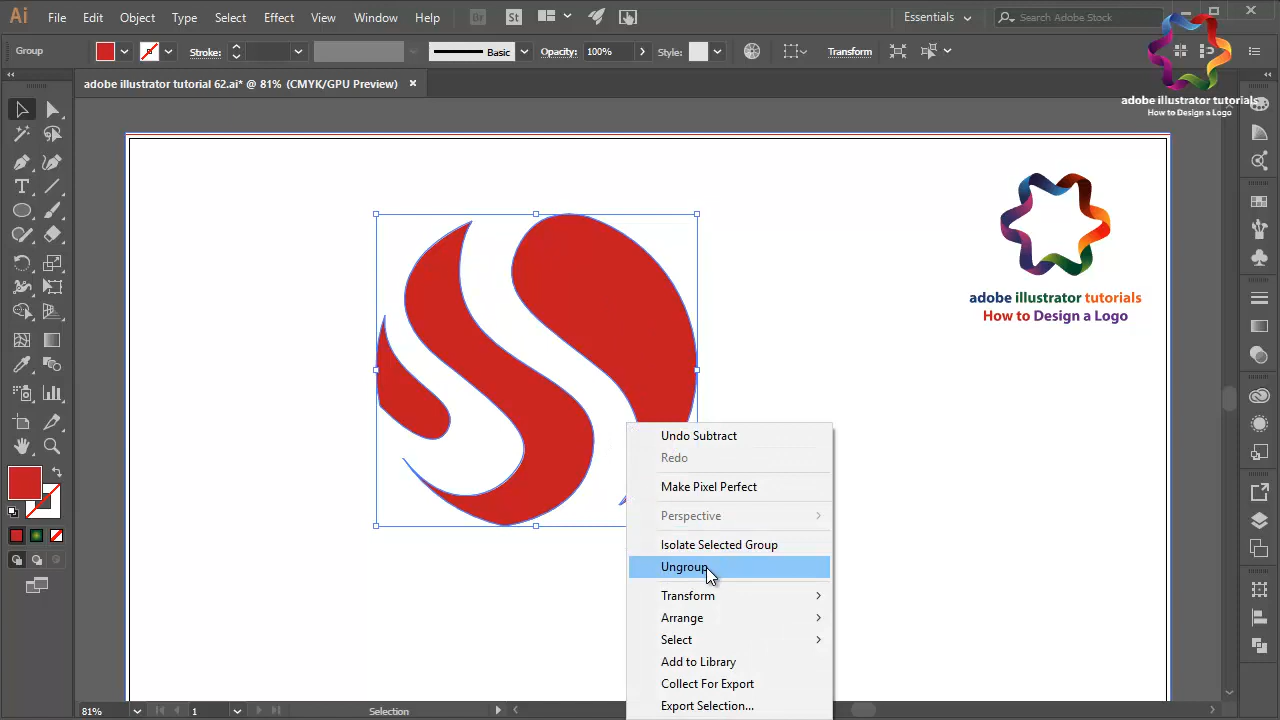 Ai File Edit Object Type Select Effect View Window Help Br St Essentials Search Adobe Stock
Group Stroke: Basic Opacity: 100% Style: Transform
adobe illustrator tutorial 62.ai* @ 81% (CMYK/GPU Preview)
adobe illustrator tutorials
How to Design a Logo
adobe illustrator tutorials
How to Design a Logo
Undo Subtract
Redo
Make Pixel Perfect
Perspective
Isolate Selected Group
Ungroup
Transform
Arrange
Select
Add to Library
Collect For Export
Export Selection...
81% 1 Selection